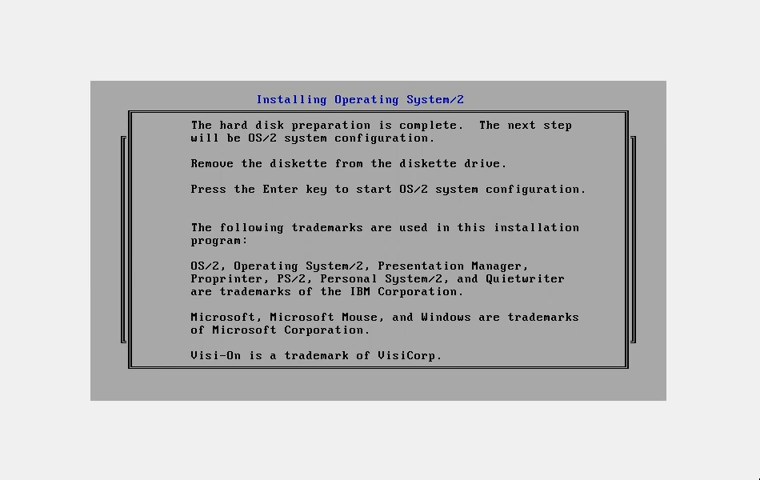 Installing Operating System/2
The hard disk preparation is complete.  The next step
will be OS/2 system configuration.
Remove the diskette from the diskette drive.
Press the Enter key to start OS/2 system configuration.
The following trademarks are used in this installation
program:
OS/2, Operating System/2, Presentation Manager,
Proprinter, PS/2, Personal System/2, and Quietwriter
are trademarks of the IBM Corporation.
Microsoft, Microsoft Mouse, and Windows are trademarks
of Microsoft Corporation.
Visi-On is a trademark of VisiCorp.